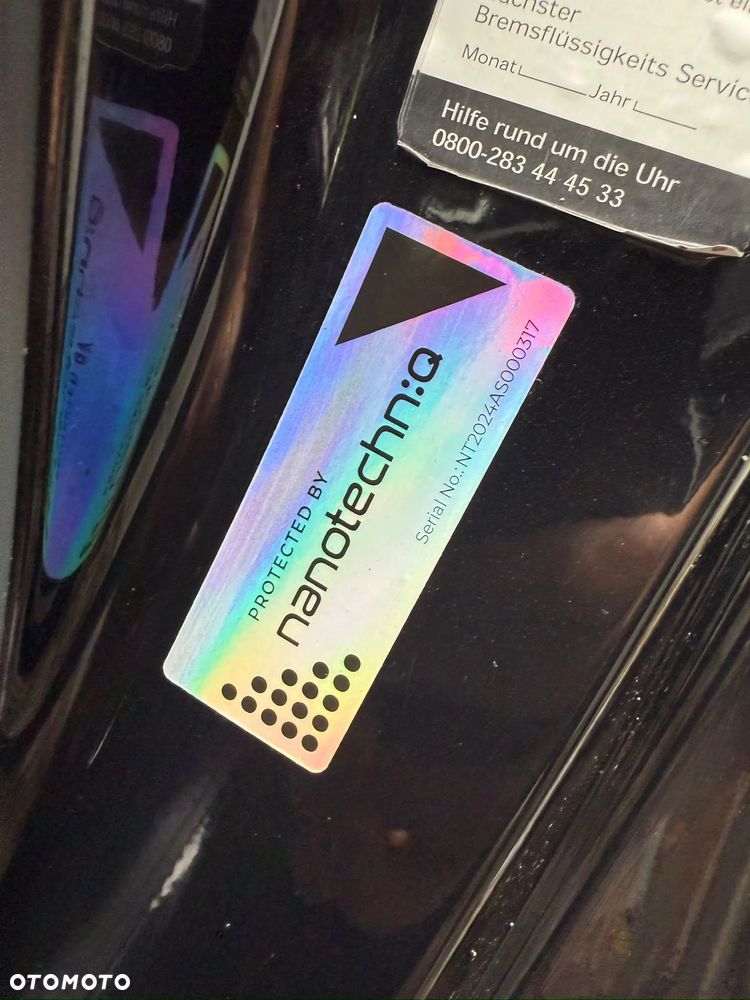 nächster
Bremsflüssigkeits Servic
Monat Jahr
Hilfe rund um die Uhr
0800-283 44 45 33
PROTECTED BY
nanotechn:Q
Serial No.: NT2024AS000317
OTOMOTO